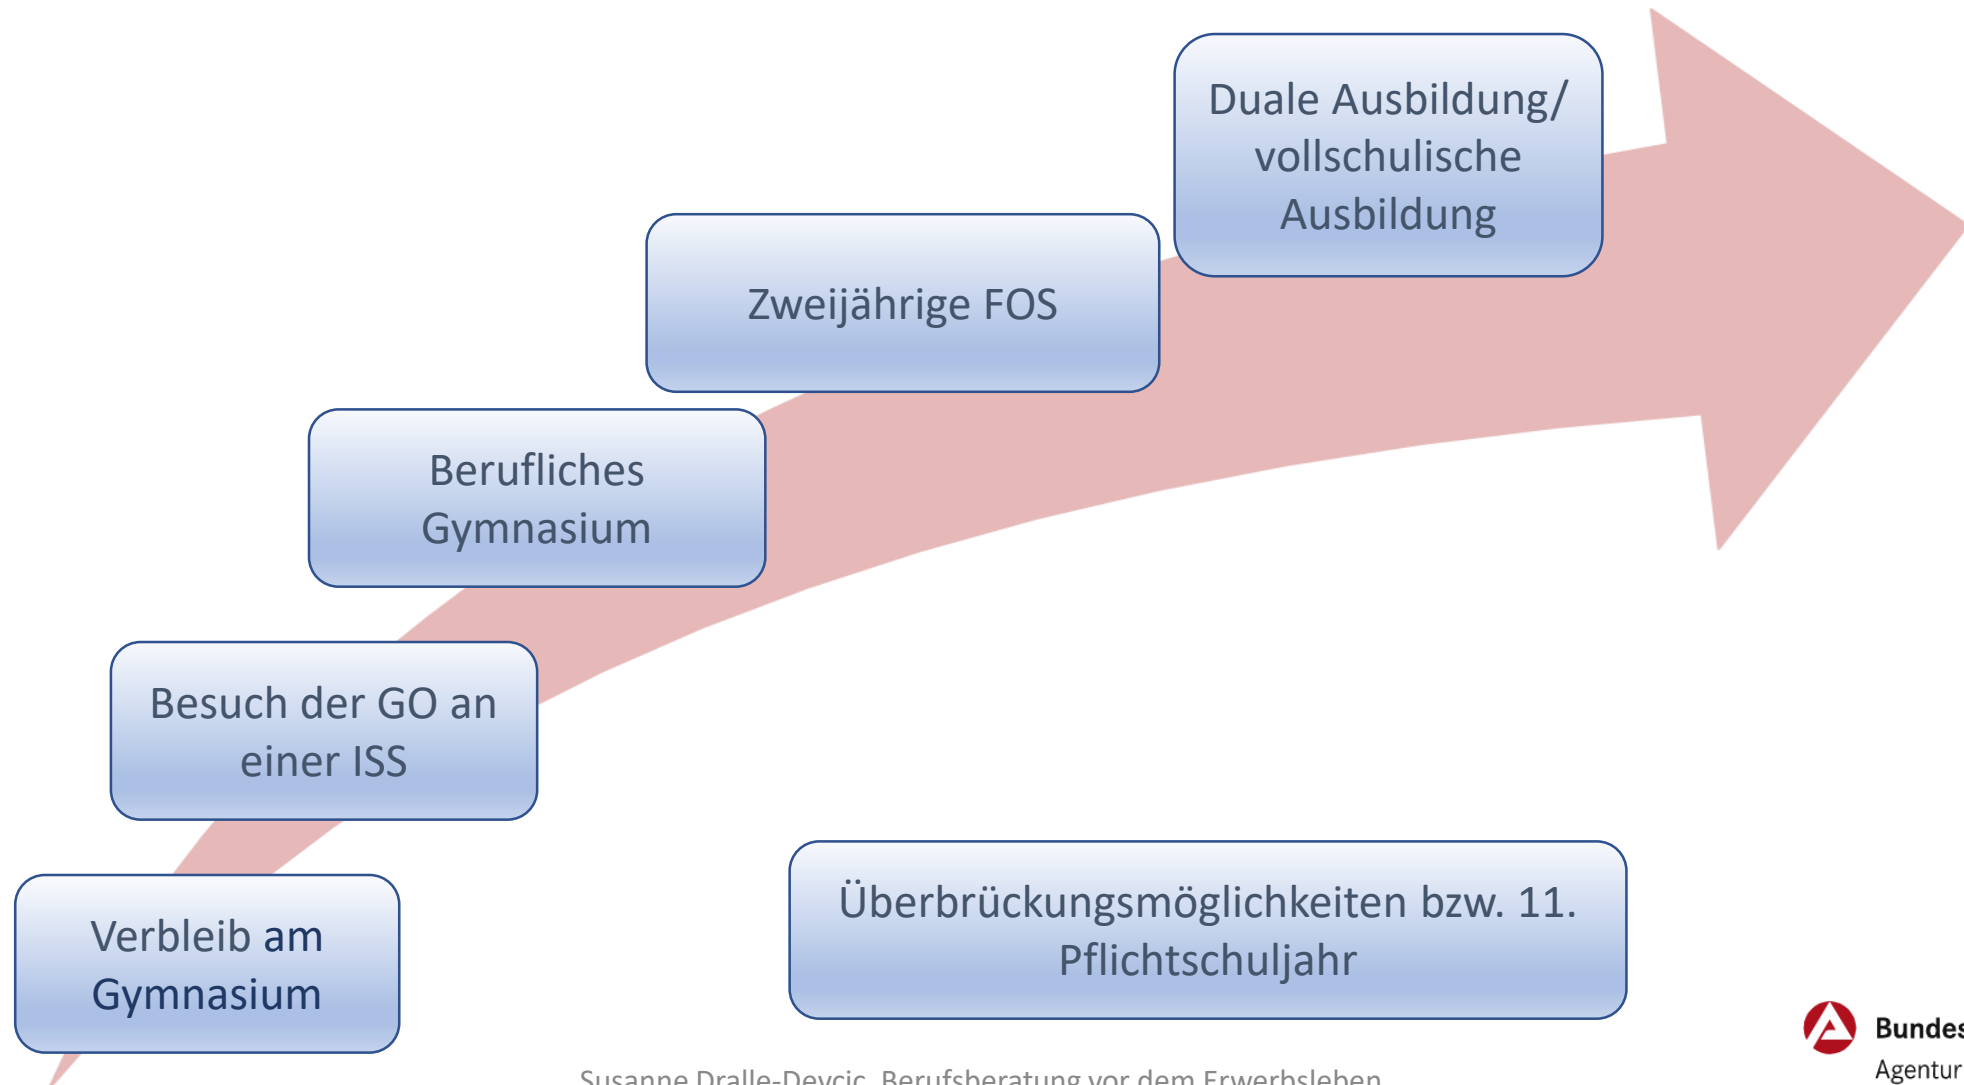 Duale Ausbildung/
vollschulische
Ausbildung
Zweijährige FOS
Berufliches
Gymnasium
Besuch der GO an
einer ISS
Verbleib am
Gymnasium
Überbrückungsmöglichkeiten bzw. 11.
Pflichtschuljahr
Susanne Dralle-Devcic, Berufsberatung vor dem Erwerbsleben
Bundes
Agentur